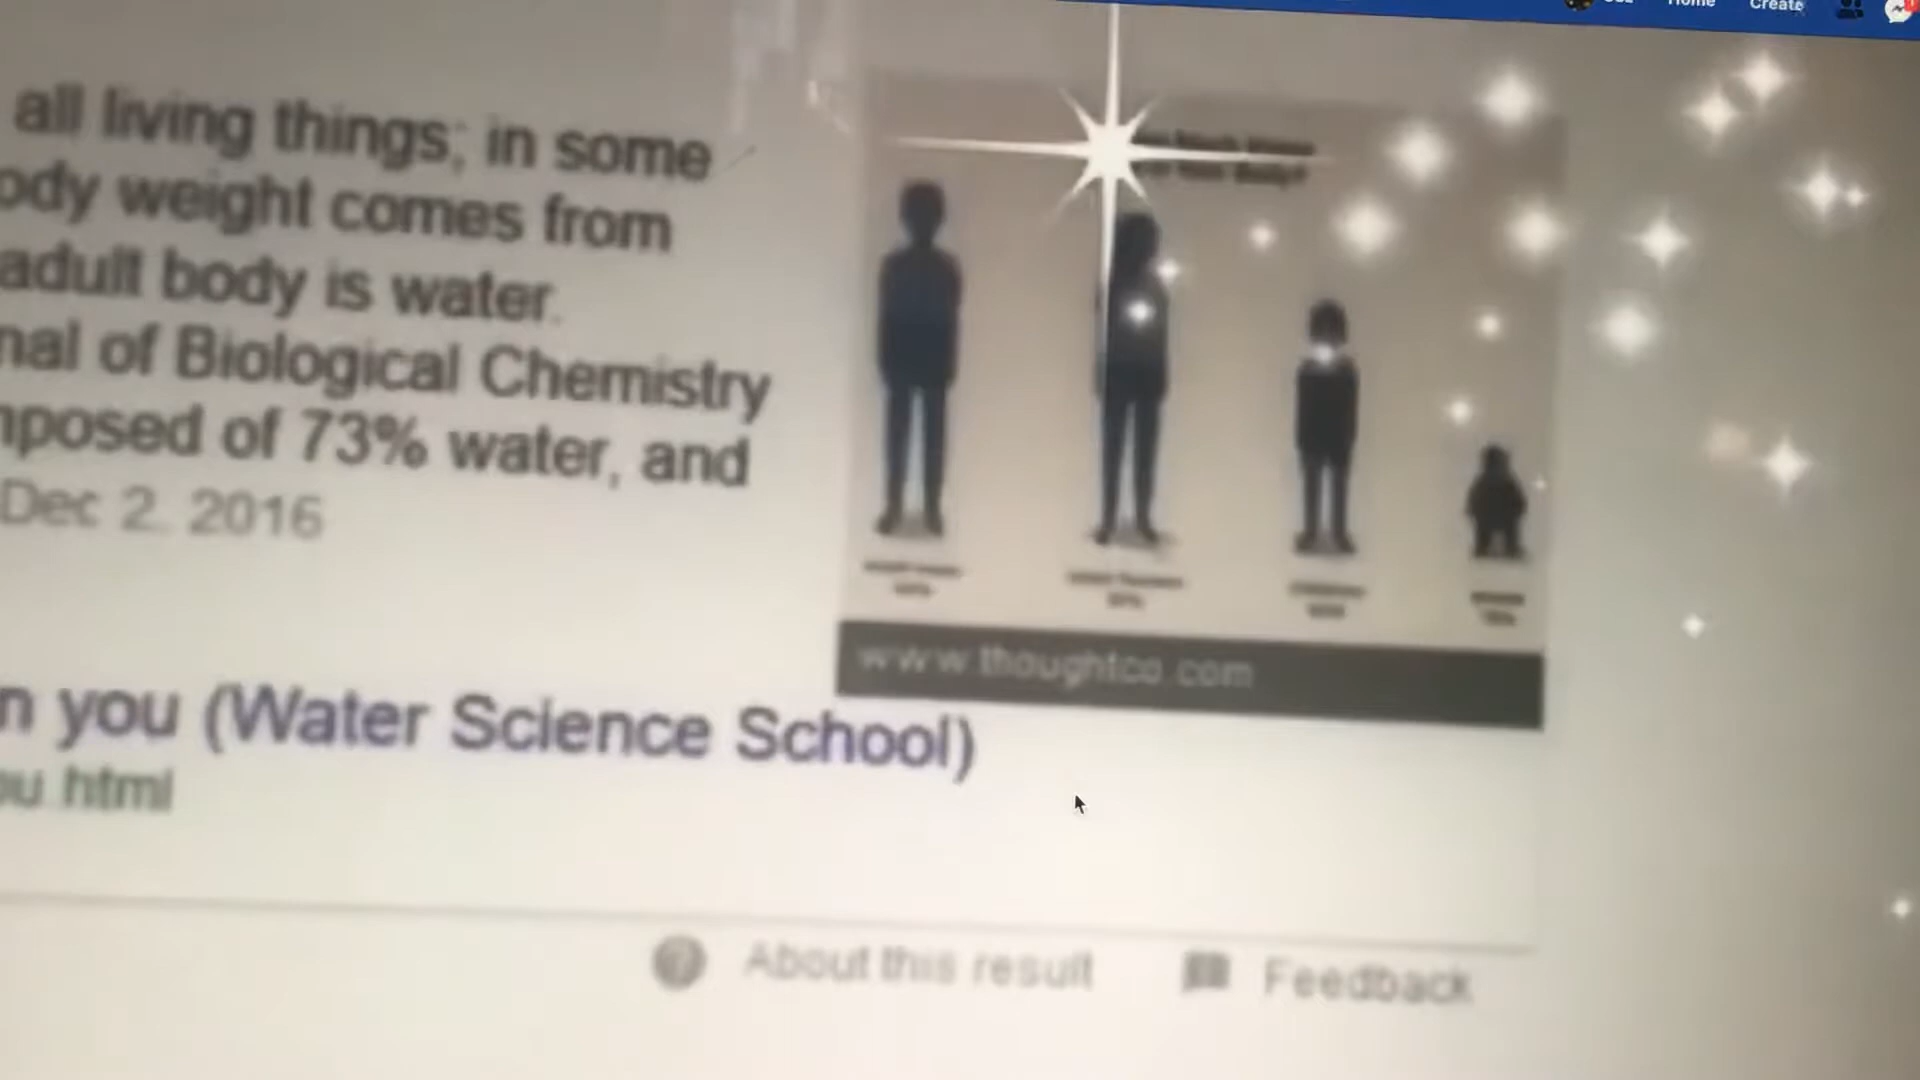 Home Create
all living things; in some
ody weight comes from
adult body is water.
nal of Biological Chemistry
nposed of 73% water, and
Dec 2, 2016
www.thoughtco.com
n you (Water Science School)
ou.html
About this result Feedback